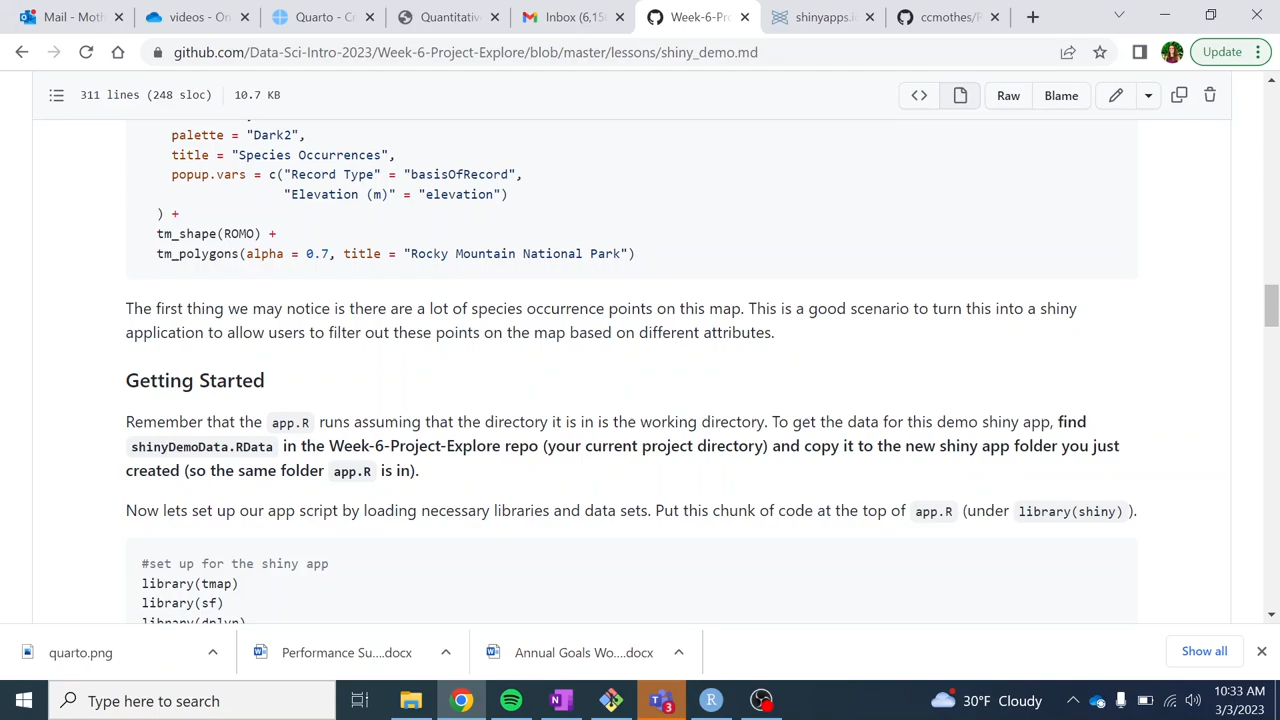 Mail - Moth
videos - On
Quarto - Cr
Quantitativ
Inbox (6,15
Week-6-Pro
shinyapps.i
ccmothes/R
github.com/Data-Sci-Intro-2023/Week-6-Project-Explore/blob/master/lessons/shiny_demo.md
Update
311 lines (248 sloc) 10.7 KB
Raw
Blame
palette = "Dark2",
title = "Species Occurrences",
popup.vars = c("Record Type" = "basisOfRecord",
"Elevation (m)" = "elevation")
) +
tm_shape(ROMO) +
tm_polygons(alpha = 0.7, title = "Rocky Mountain National Park")
The first thing we may notice is there are a lot of species occurrence points on this map. This is a good scenario to turn this into a shiny
application to allow users to filter out these points on the map based on different attributes.
Getting Started
Remember that the app.R runs assuming that the directory it is in is the working directory. To get the data for this demo shiny app, find
shinyDemoData.RData in the Week-6-Project-Explore repo (your current project directory) and copy it to the new shiny app folder you just
created (so the same folder app.R is in).
Now lets set up our app script by loading necessary libraries and data sets. Put this chunk of code at the top of app.R (under library(shiny) ).
#set up for the shiny app
library(tmap)
library(sf)
library(dplyr)
quarto.png
Performance Su....docx
Annual Goals Wo....docx
Show all
Type here to search
3
30°F Cloudy
10:33 AM
3/3/2023